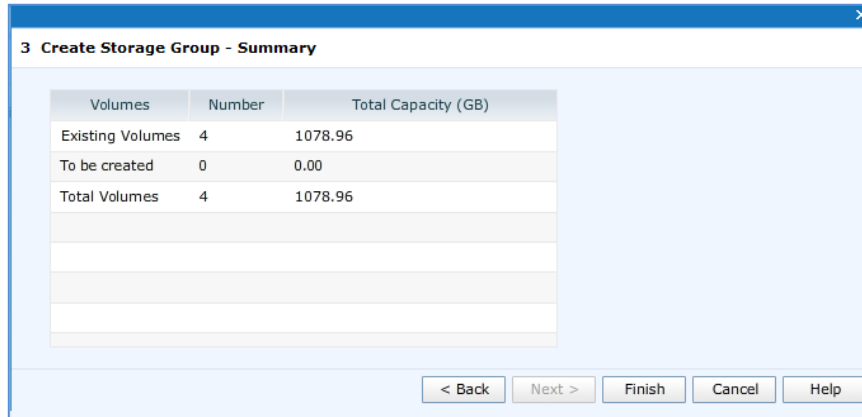 3 Create Storage Group - Summary
Volumes Number Total Capacity (GB)
Existing Volumes 4 1078.96
To be created 0 0.00
Total Volumes 4 1078.96
< Back Next > Finish Cancel Help